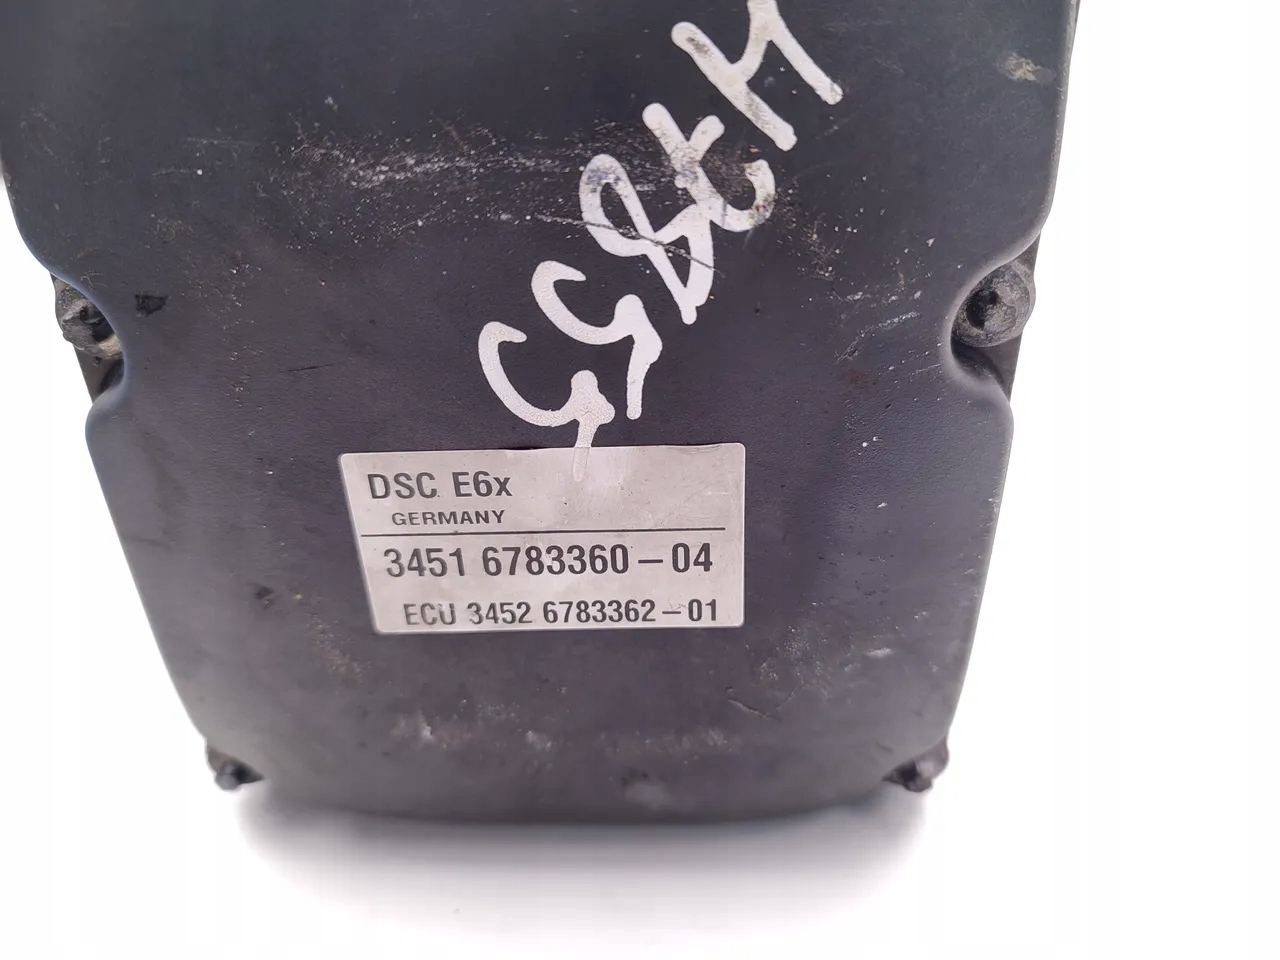 DSC E6x
GERMANY
3451 6783360-04
ECU 3452 6783362-01